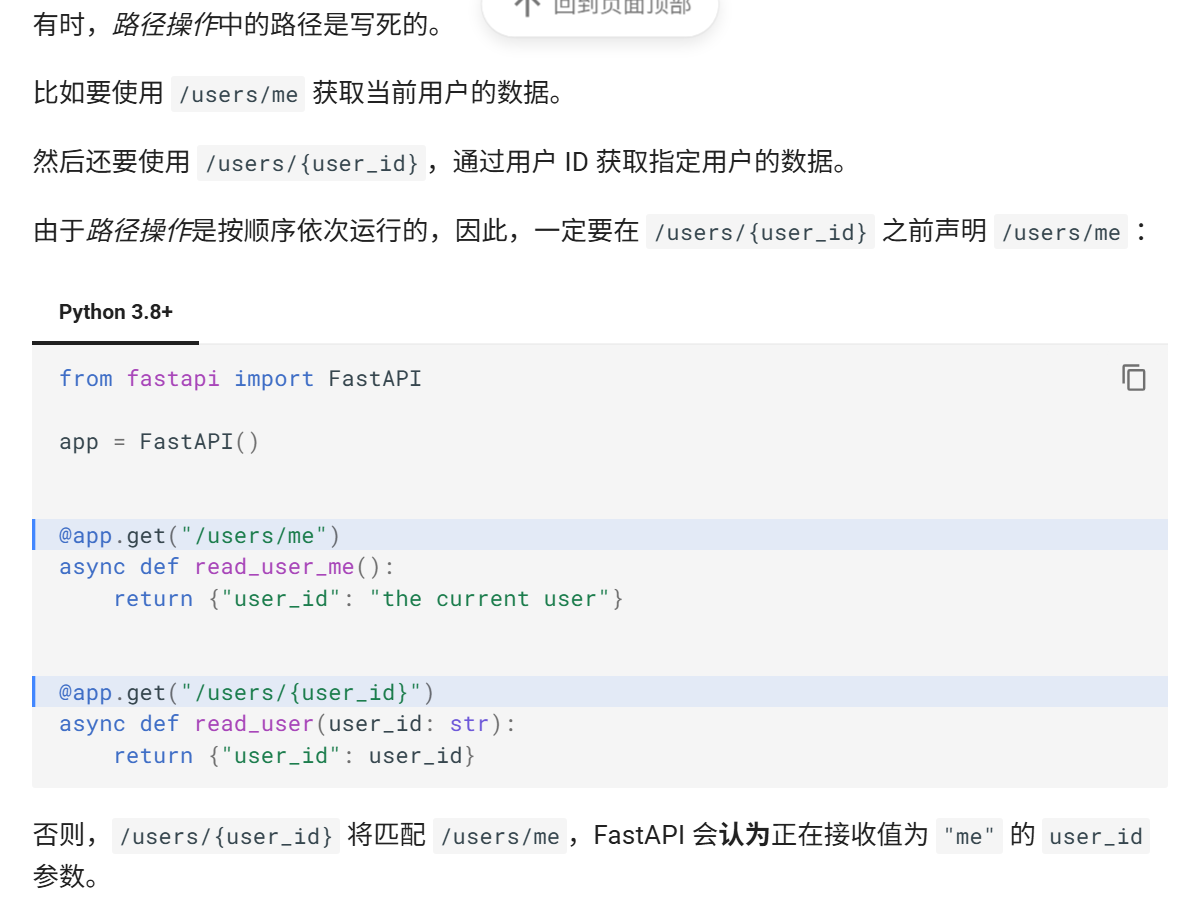 回到页面顶部
有时，路径操作中的路径是写死的。
比如要使用 /users/me 获取当前用户的数据。
然后还要使用 /users/{user_id}，通过用户 ID 获取指定用户的数据。
由于路径操作是按顺序依次运行的，因此，一定要在 /users/{user_id} 之前声明 /users/me ：
Python 3.8+
from fastapi import FastAPI
app = FastAPI()
@app.get("/users/me")
async def read_user_me():
    return {"user_id": "the current user"}
@app.get("/users/{user_id}")
async def read_user(user_id: str):
    return {"user_id": user_id}
否则，/users/{user_id} 将匹配 /users/me，FastAPI 会认为正在接收值为 "me" 的 user_id
参数。